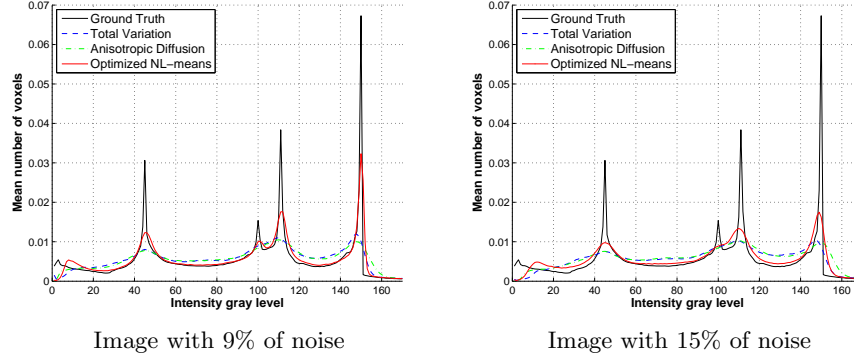 0.07
0.06
0.05
0.04
0.03
0.02
0.01
0
Mean number of voxels
Ground Truth
Total Variation
Anisotropic Diffusion
Optimized NL−means
0 20 40 60 80 100 120 140 160
Intensity gray level
Image with 9% of noise
0.07
0.06
0.05
0.04
0.03
0.02
0.01
0
Mean number of voxels
Ground Truth
Total Variation
Anisotropic Diffusion
Optimized NL−means
0 20 40 60 80 100 120 140 160
Intensity gray level
Image with 15% of noise